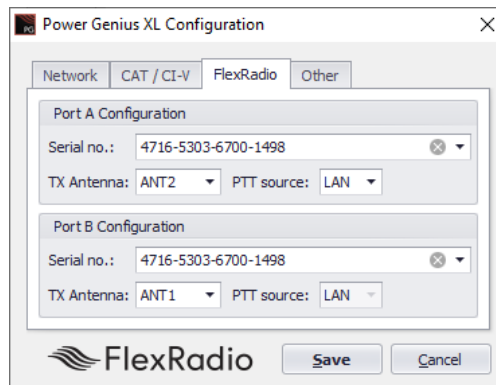 PG Power Genius XL Configuration
Network CAT / CI-V FlexRadio Other
Port A Configuration
Serial no.: 4716-5303-6700-1498
TX Antenna: ANT2 PTT source: LAN
Port B Configuration
Serial no.: 4716-5303-6700-1498
TX Antenna: ANT1 PTT source: LAN
FlexRadio Save Cancel